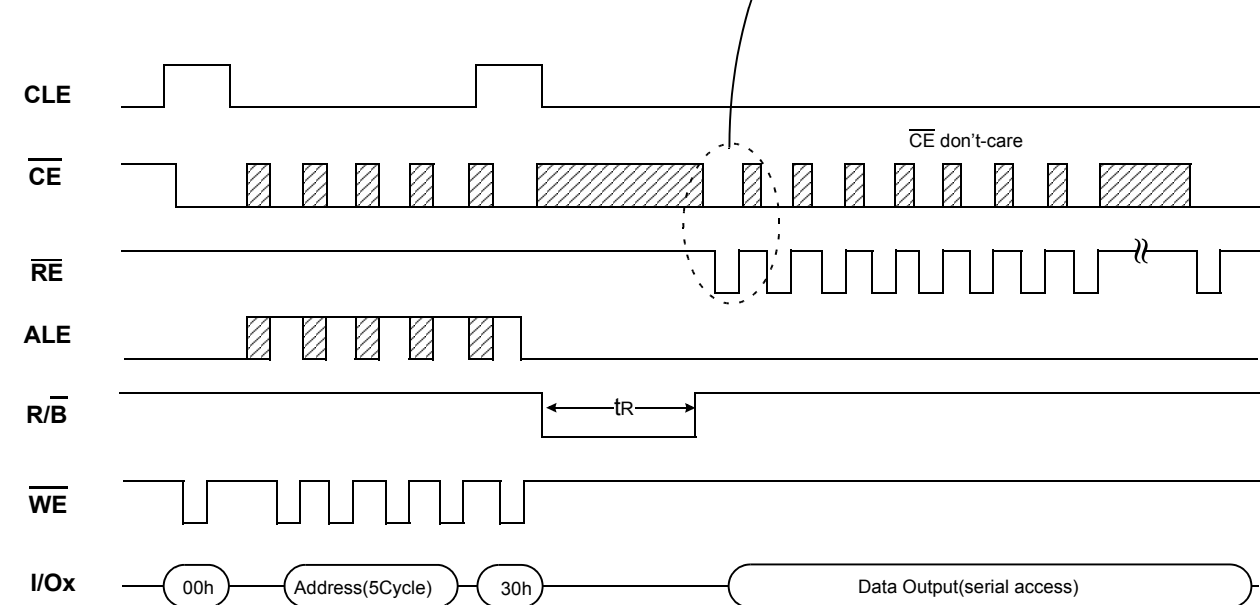 CLE
CE don't-care
CE
RE
ALE
R/B
tR
WE
I/Ox 00h Address(5Cycle) 30h Data Output(serial access)